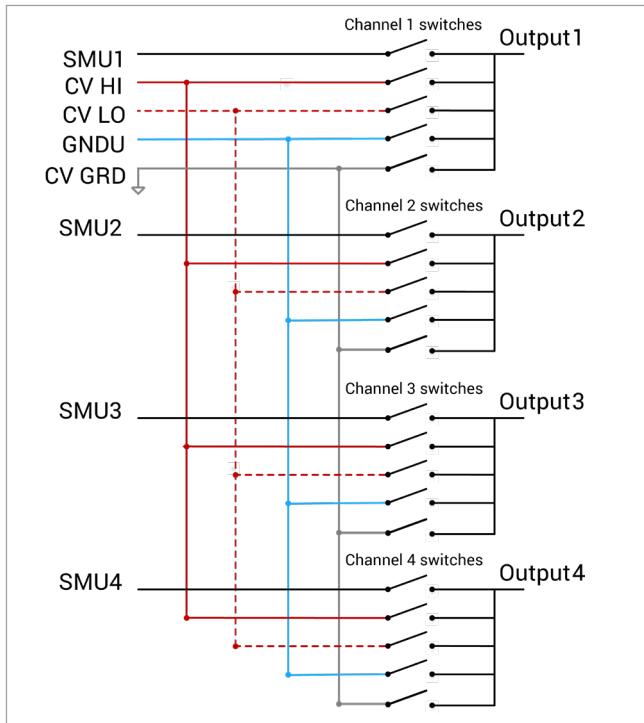 Channel 1 switches
SMU1
Output1
CV HI
CV LO
GNDU
CV GRD
Channel 2 switches
SMU2
Output2
Channel 3 switches
SMU3
Output3
Channel 4 switches
SMU4
Output4